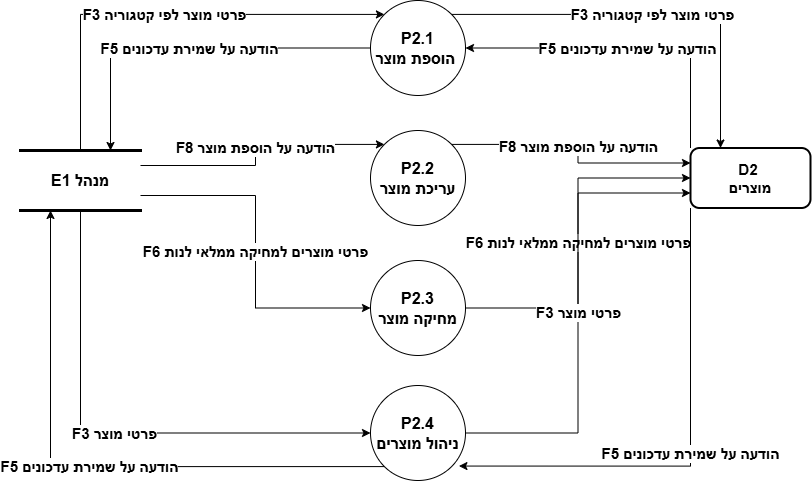 פרטי מוצר לפי קטגוריה F3
P2.1
הוספת מוצר
פרטי מוצר לפי קטגוריה F3
הודעה על שמירת עדכונים F5
הודעה על שמירת עדכונים F5
הודעה על הוספת מוצר F8
P2.2
עריכת מוצר
הודעה על הוספת מוצר F8
מנהל E1
D2
מוצרים
פרטי מוצרים למחיקה ממלאי לנות F6
פרטי מוצרים למחיקה ממלאי לנות F6
P2.3
מחיקה מוצר
פרטי מוצר F3
P2.4
ניהול מוצרים
פרטי מוצר F3
הודעה על שמירת עדכונים F5
הודעה על שמירת עדכונים F5